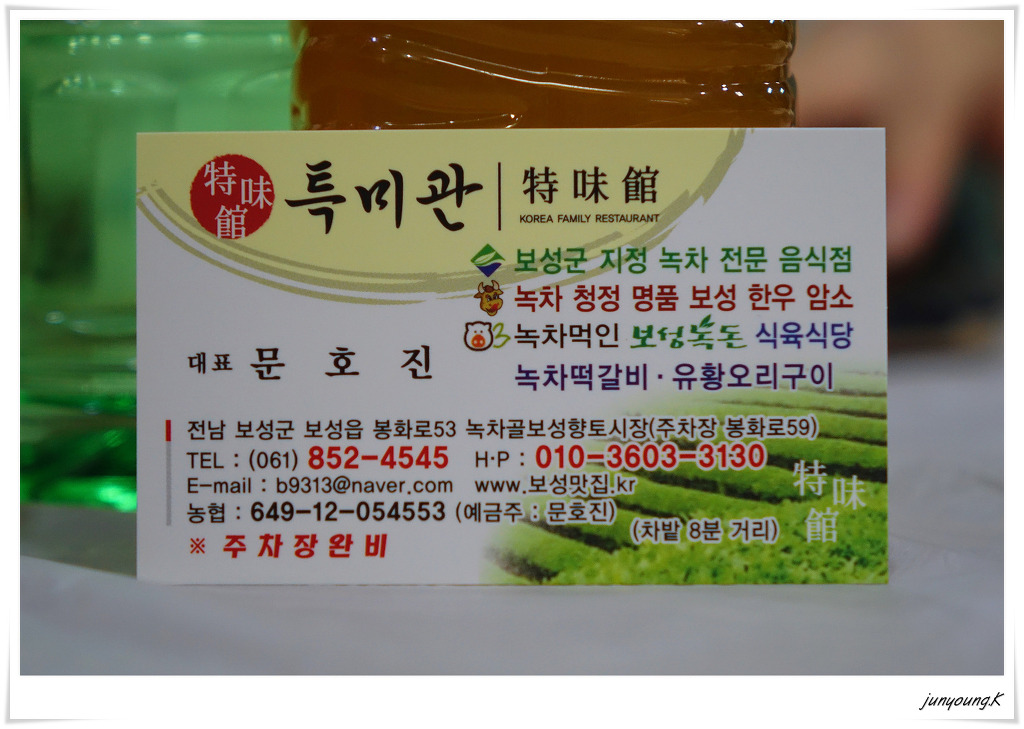 特味館 특미관 特味館
KOREA FAMILY RESTAURANT
보성군 지정 녹차 전문 음식점
녹차 청정 명품 보성 한우 암소
녹차먹인 보성녹돈 식육식당
대표 문 호 진
녹차떡갈비·유황오리구이
전남 보성군 보성읍 봉화로53 녹차골보성향토시장(주차장 봉화로59)
TEL : (061) 852-4545 H·P : 010-3603-3130
E-mail : b9313@naver.com www.보성맛집.kr
농협 : 649-12-054553 (예금주 : 문호진)
(차밭 8분 거리)
※ 주차장완비
特味館
junyoung.K